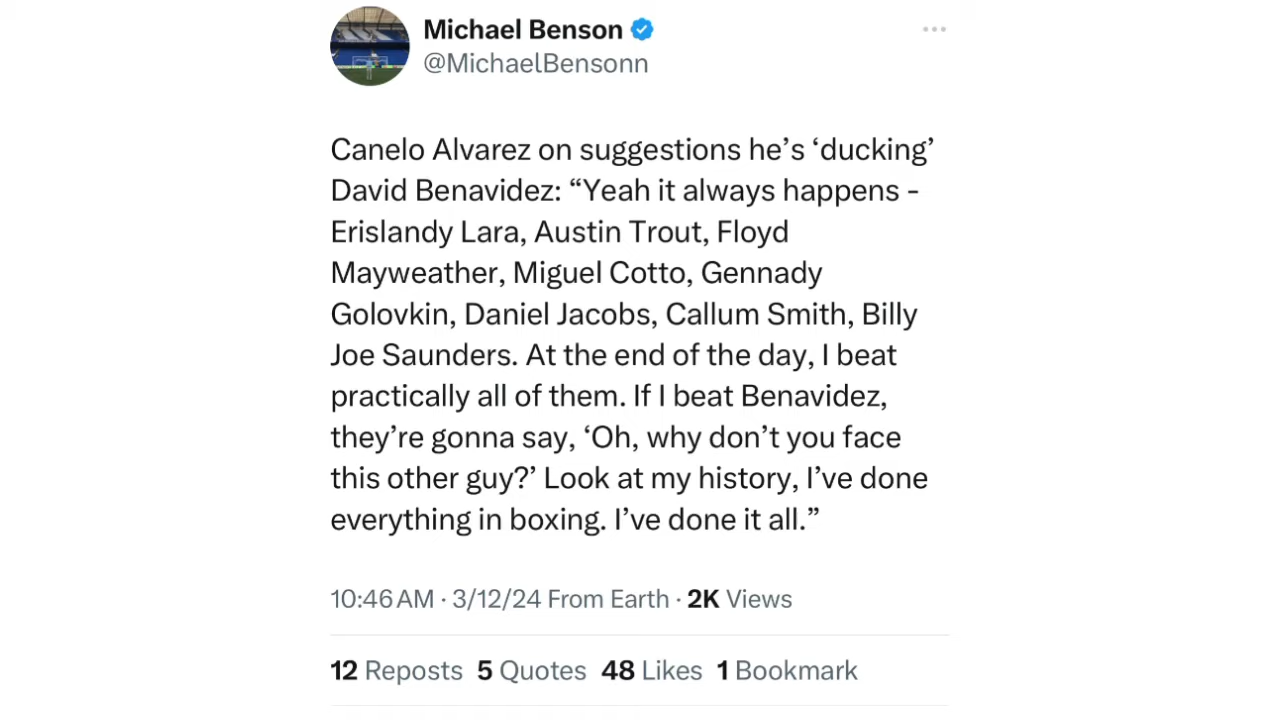 Michael Benson
@MichaelBensonn
Canelo Alvarez on suggestions he’s ‘ducking’
David Benavidez: “Yeah it always happens -
Erislandy Lara, Austin Trout, Floyd
Mayweather, Miguel Cotto, Gennady
Golovkin, Daniel Jacobs, Callum Smith, Billy
Joe Saunders. At the end of the day, I beat
practically all of them. If I beat Benavidez,
they’re gonna say, ‘Oh, why don’t you face
this other guy?’ Look at my history, I’ve done
everything in boxing. I’ve done it all.”
10:46 AM · 3/12/24 From Earth · 2K Views
12 Reposts 5 Quotes 48 Likes 1 Bookmark